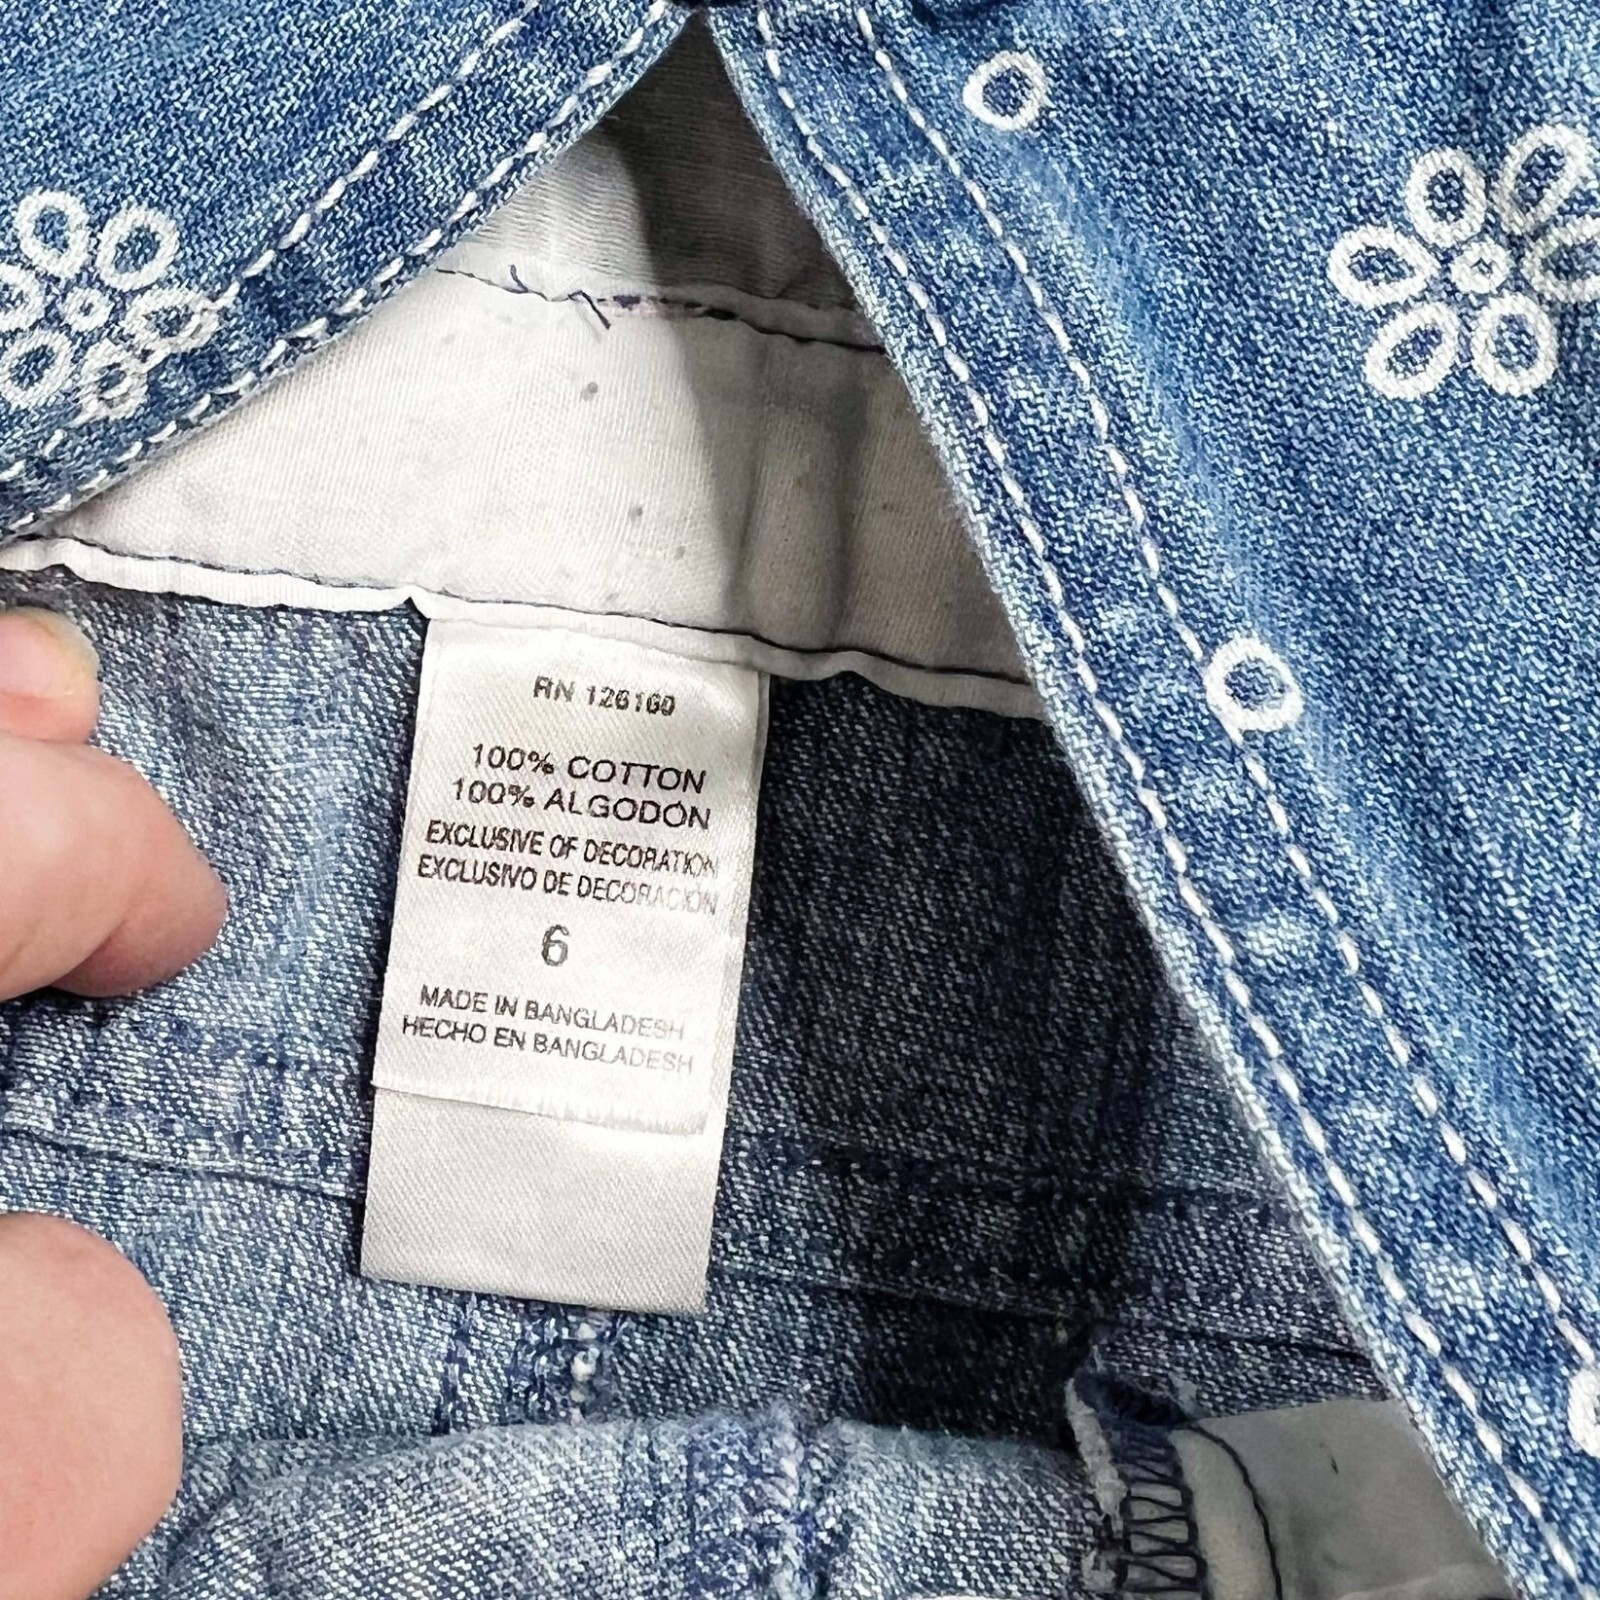 RN 126160
100% COTTON
100% ALGODÓN
EXCLUSIVE OF DECORATION
EXCLUSIVO DE DECORACIÓN
6
MADE IN BANGLADESH
HECHO EN BANGLADESH